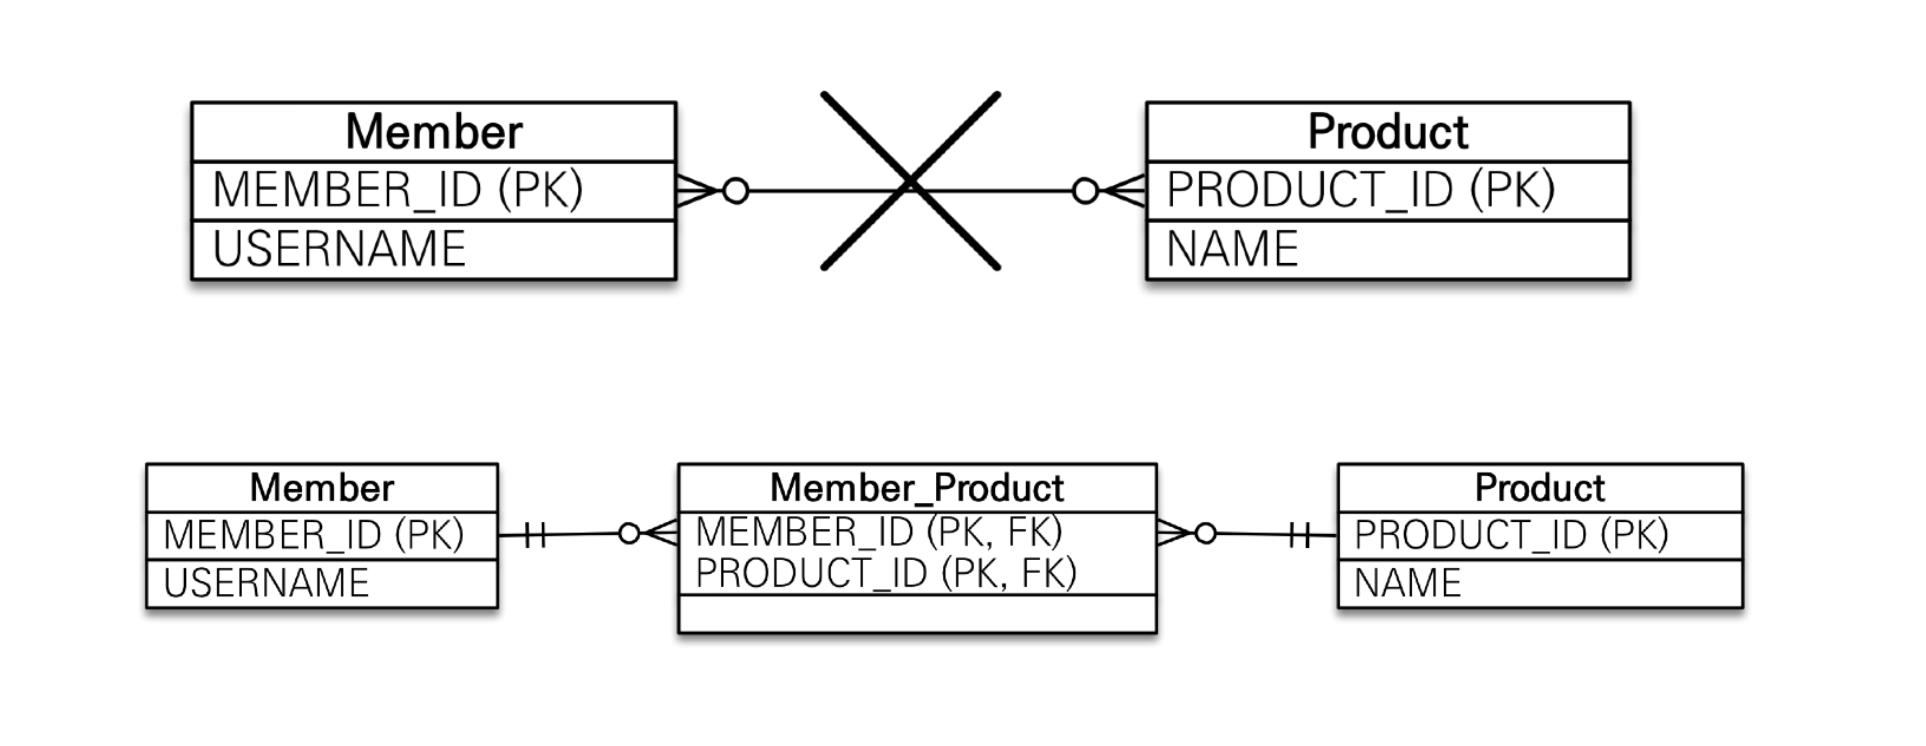 Member
MEMBER_ID (PK)
USERNAME
Product
PRODUCT_ID (PK)
NAME
Member
MEMBER_ID (PK)
USERNAME
Member_Product
MEMBER_ID (PK, FK)
PRODUCT_ID (PK, FK)
Product
PRODUCT_ID (PK)
NAME